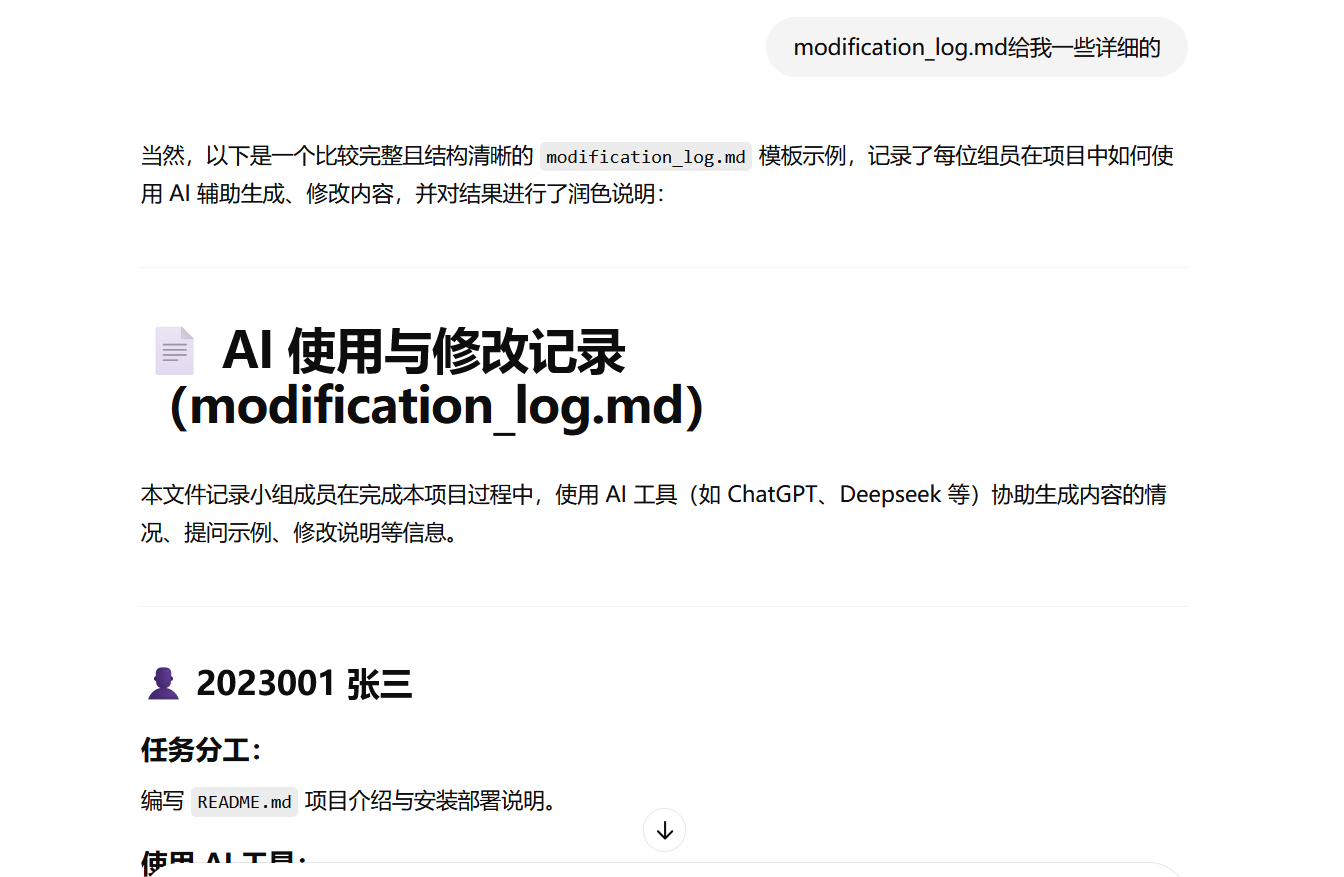 modification_log.md给我一些详细的
当然，以下是一个比较完整且结构清晰的 modification_log.md 模板示例，记录了每位组员在项目中如何使
用 AI 辅助生成、修改内容，并对结果进行了润色说明：
AI 使用与修改记录
（modification_log.md）
本文件记录小组成员在完成本项目过程中，使用 AI 工具（如 ChatGPT、Deepseek 等）协助生成内容的情
况、提问示例、修改说明等信息。
2023001 张三
任务分工：
编写 README.md 项目介绍与安装部署说明。
使用 AI 工具：